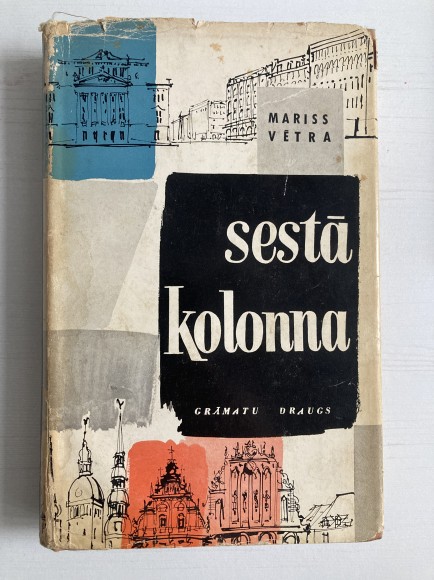 MARISS
VĒTRA
sestā
kolonna
GRĀMATU DRAUGS